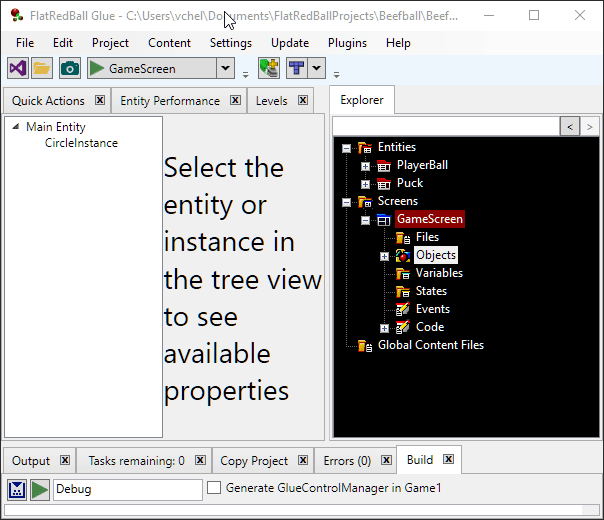 FlatRedBall Glue - C:\Users\vchel\Documents\FlatRedBallProjects\Beefball\Beef...
File Edit Project Content Settings Update Plugins Help
GameScreen
Quick Actions Entity Performance Levels
Explorer
Main Entity
CircleInstance
Select the
entity or
instance in
the tree view
to see
available
properties
< >
Entities
PlayerBall
Puck
Screens
GameScreen
Files
Objects
Variables
States
Events
Code
Global Content Files
Output Tasks remaining: 0 Copy Project Errors (0) Build
Debug Generate GlueControlManager in Game1